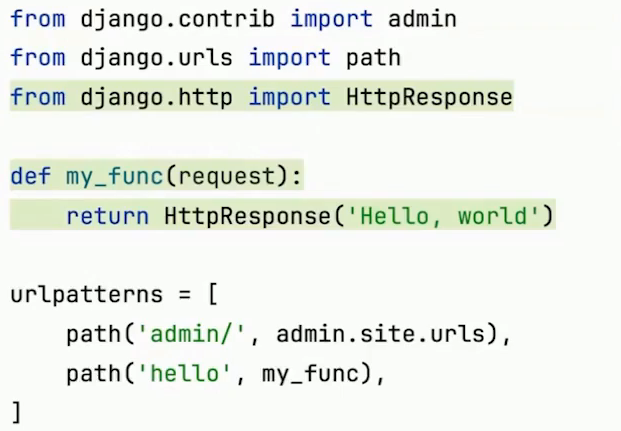 from django.contrib import admin
from django.urls import path
from django.http import HttpResponse
def my_func(request):
    return HttpResponse('Hello, world')
urlpatterns = [
    path('admin/', admin.site.urls),
    path('hello', my_func),
]